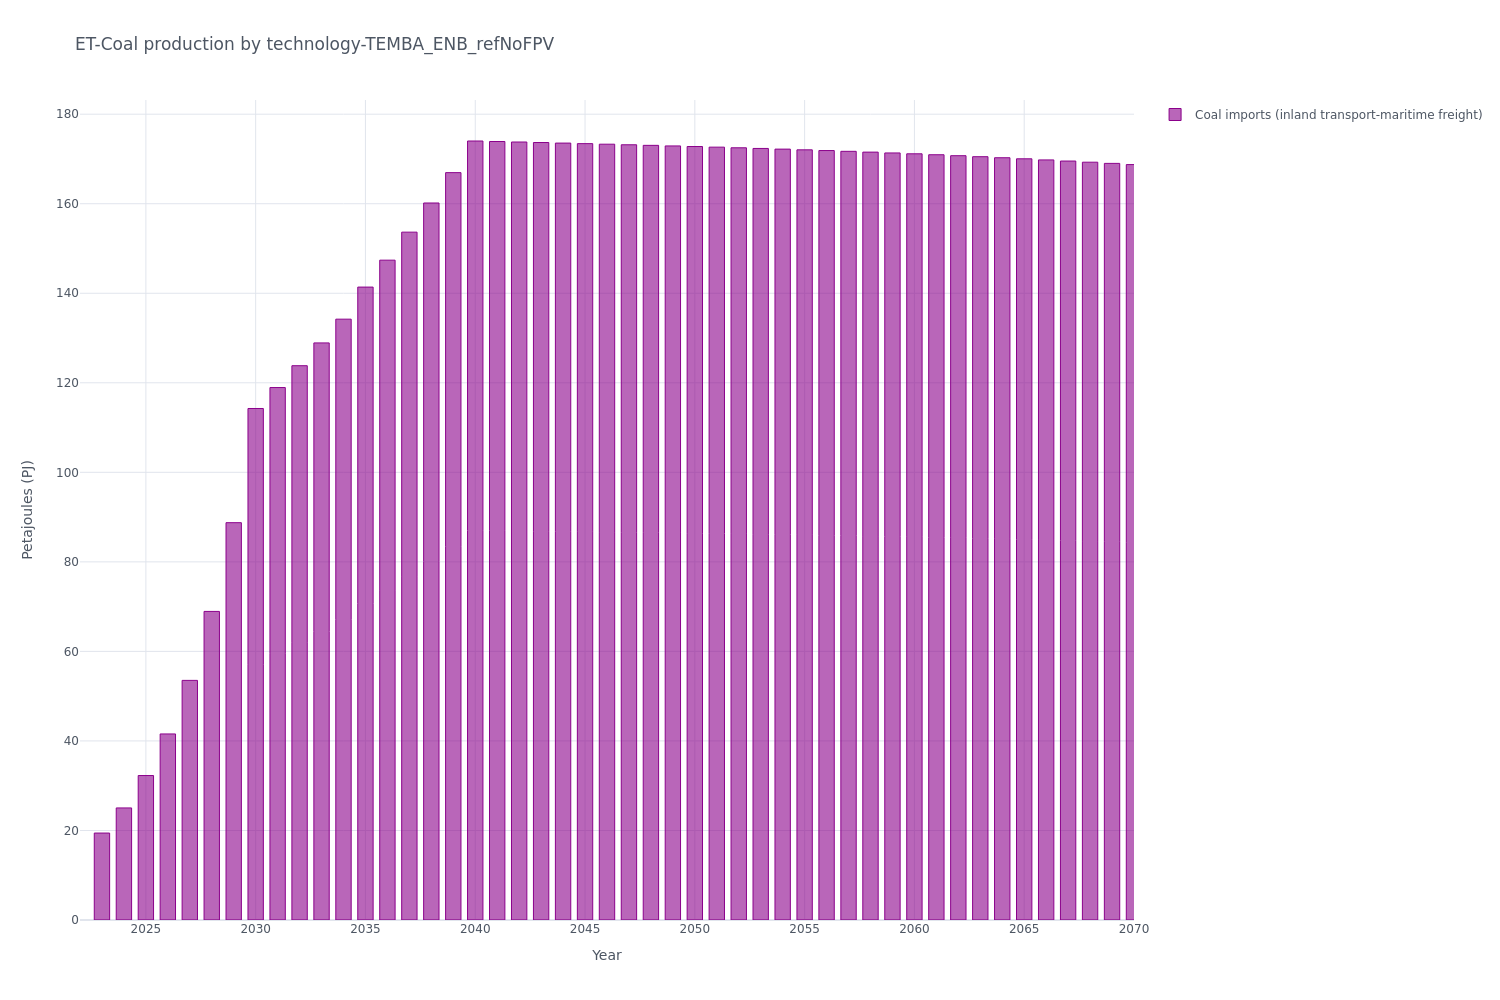 ET-Coal production by technology-TEMBA_ENB_refNoFPV
Coal imports (inland transport-maritime freight)
180
160
140
120
100
80
60
40
20
0
Petajoules (PJ)
2025 2030 2035 2040 2045 2050 2055 2060 2065 2070
Year